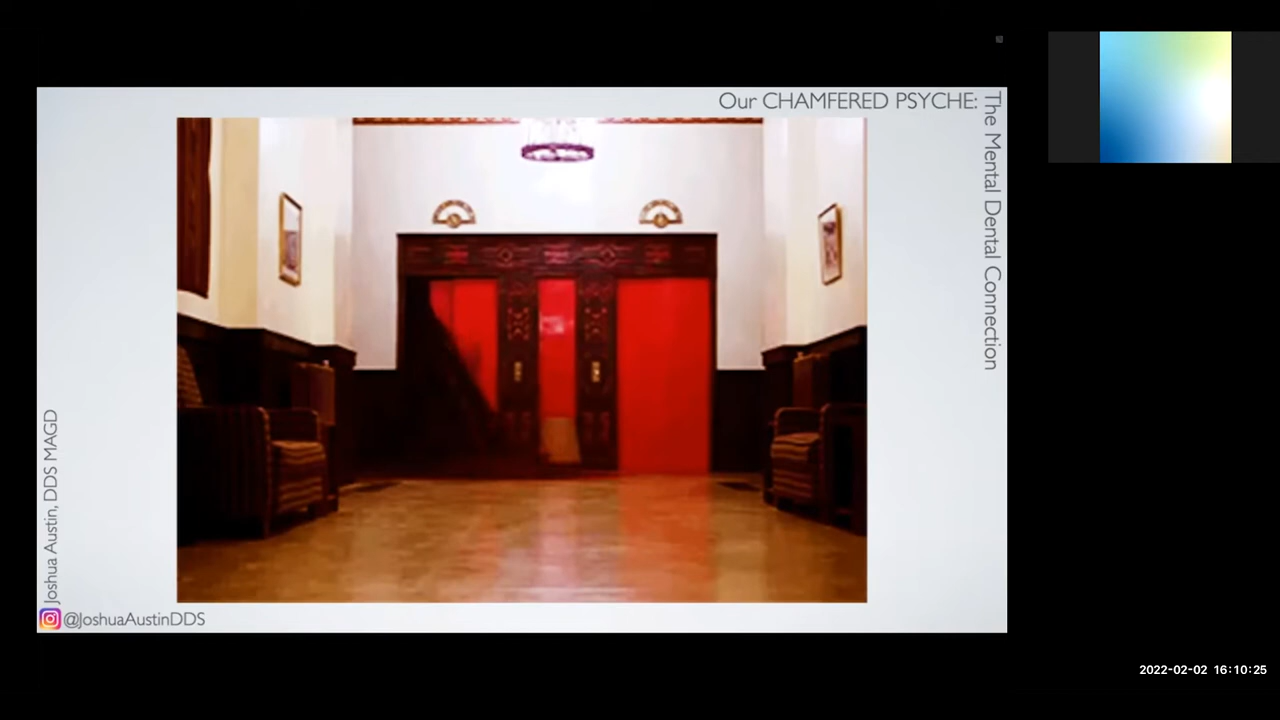 Our CHAMFERED PSYCHE:
The Mental Dental Connection
Joshua Austin, DDS MAGD
@JoshuaAustinDDS
2022-02-02 16:10:25